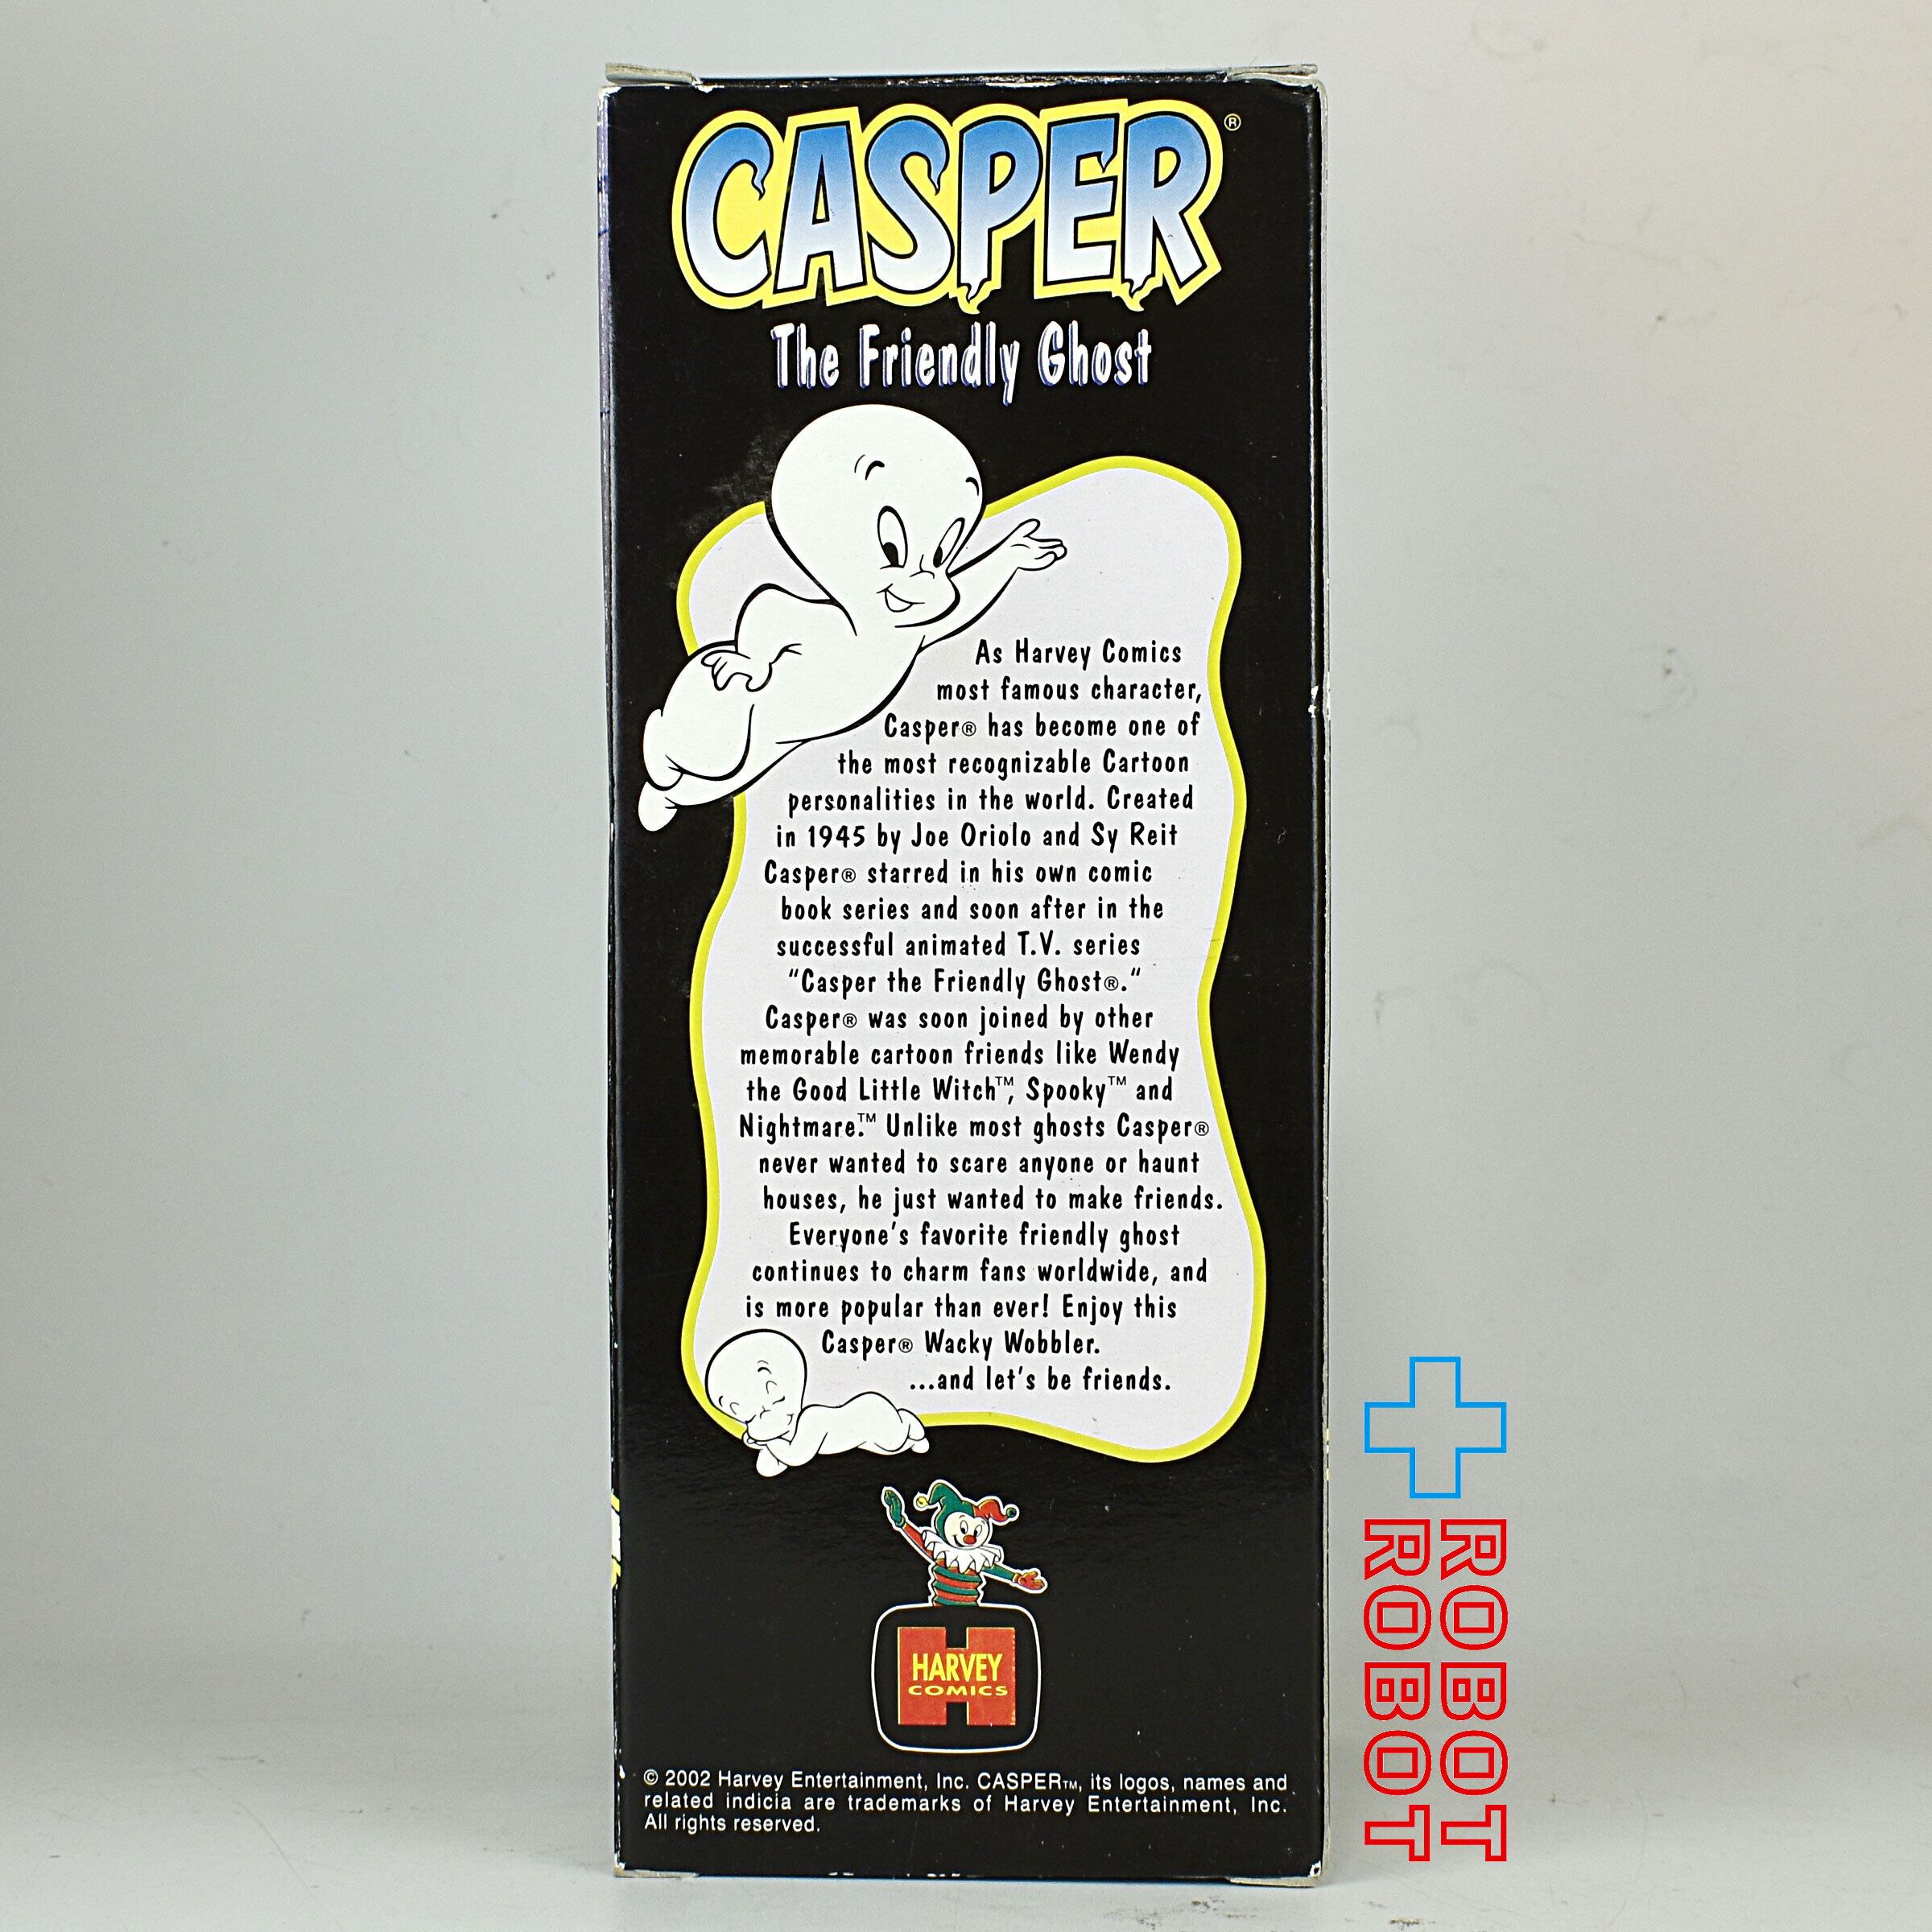 CASPER®
The Friendly Ghost
As Harvey Comics
most famous character,
Casper® has become one of
the most recognizable Cartoon
personalities in the world. Created
in 1945 by Joe Oriolo and Sy Reit
Casper® starred in his own comic
book series and soon after in the
successful animated T.V. series
"Casper the Friendly Ghost®."
Casper® was soon joined by other
memorable cartoon friends like Wendy
the Good Little Witch™, Spooky™ and
Nightmare.™ Unlike most ghosts Casper®
never wanted to scare anyone or haunt
houses, he just wanted to make friends.
Everyone's favorite friendly ghost
continues to charm fans worldwide, and
is more popular than ever! Enjoy this
Casper® Wacky Wobbler.
...and let's be friends.
HARVEY
COMICS
© 2002 Harvey Entertainment, Inc. CASPER™, its logos, names and
related indicia are trademarks of Harvey Entertainment, Inc.
All rights reserved.
ROBOT
ROBOT